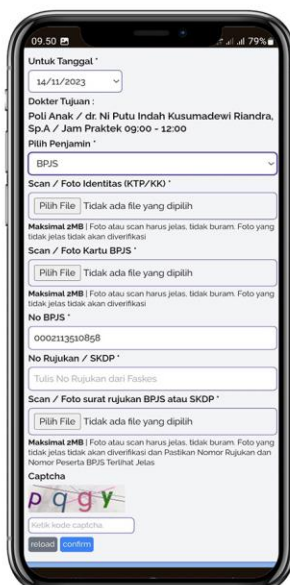 09.50
79%
Untuk Tanggal *
14/11/2023
Dokter Tujuan :
Poli Anak / dr. Ni Putu Indah Kusumadewi Riandra,
Sp.A / Jam Praktek 09:00 - 12:00
Pilih Penjamin *
BPJS
Scan / Foto Identitas (KTP/KK) *
Pilih File Tidak ada file yang dipilih
Maksimal 2MB | Foto atau scan harus jelas, tidak buram. Foto yang
tidak jelas tidak akan diverifikasi
Scan / Foto Kartu BPJS *
Pilih File Tidak ada file yang dipilih
Maksimal 2MB | Foto atau scan harus jelas, tidak buram. Foto yang
tidak jelas tidak akan diverifikasi
No BPJS *
0002113510858
No Rujukan / SKDP *
Tulis No Rujukan dari Faskes
Scan / Foto surat rujukan BPJS atau SKDP *
Pilih File Tidak ada file yang dipilih
Maksimal 2MB | Foto atau scan harus jelas, tidak buram. Foto yang
tidak jelas tidak akan diverifikasi dan Pastikan Nomor Rujukan dan
Nomor Peserta BPJS Terlihat Jelas
Captcha
p q g y
Ketik kode captcha
reload confirm